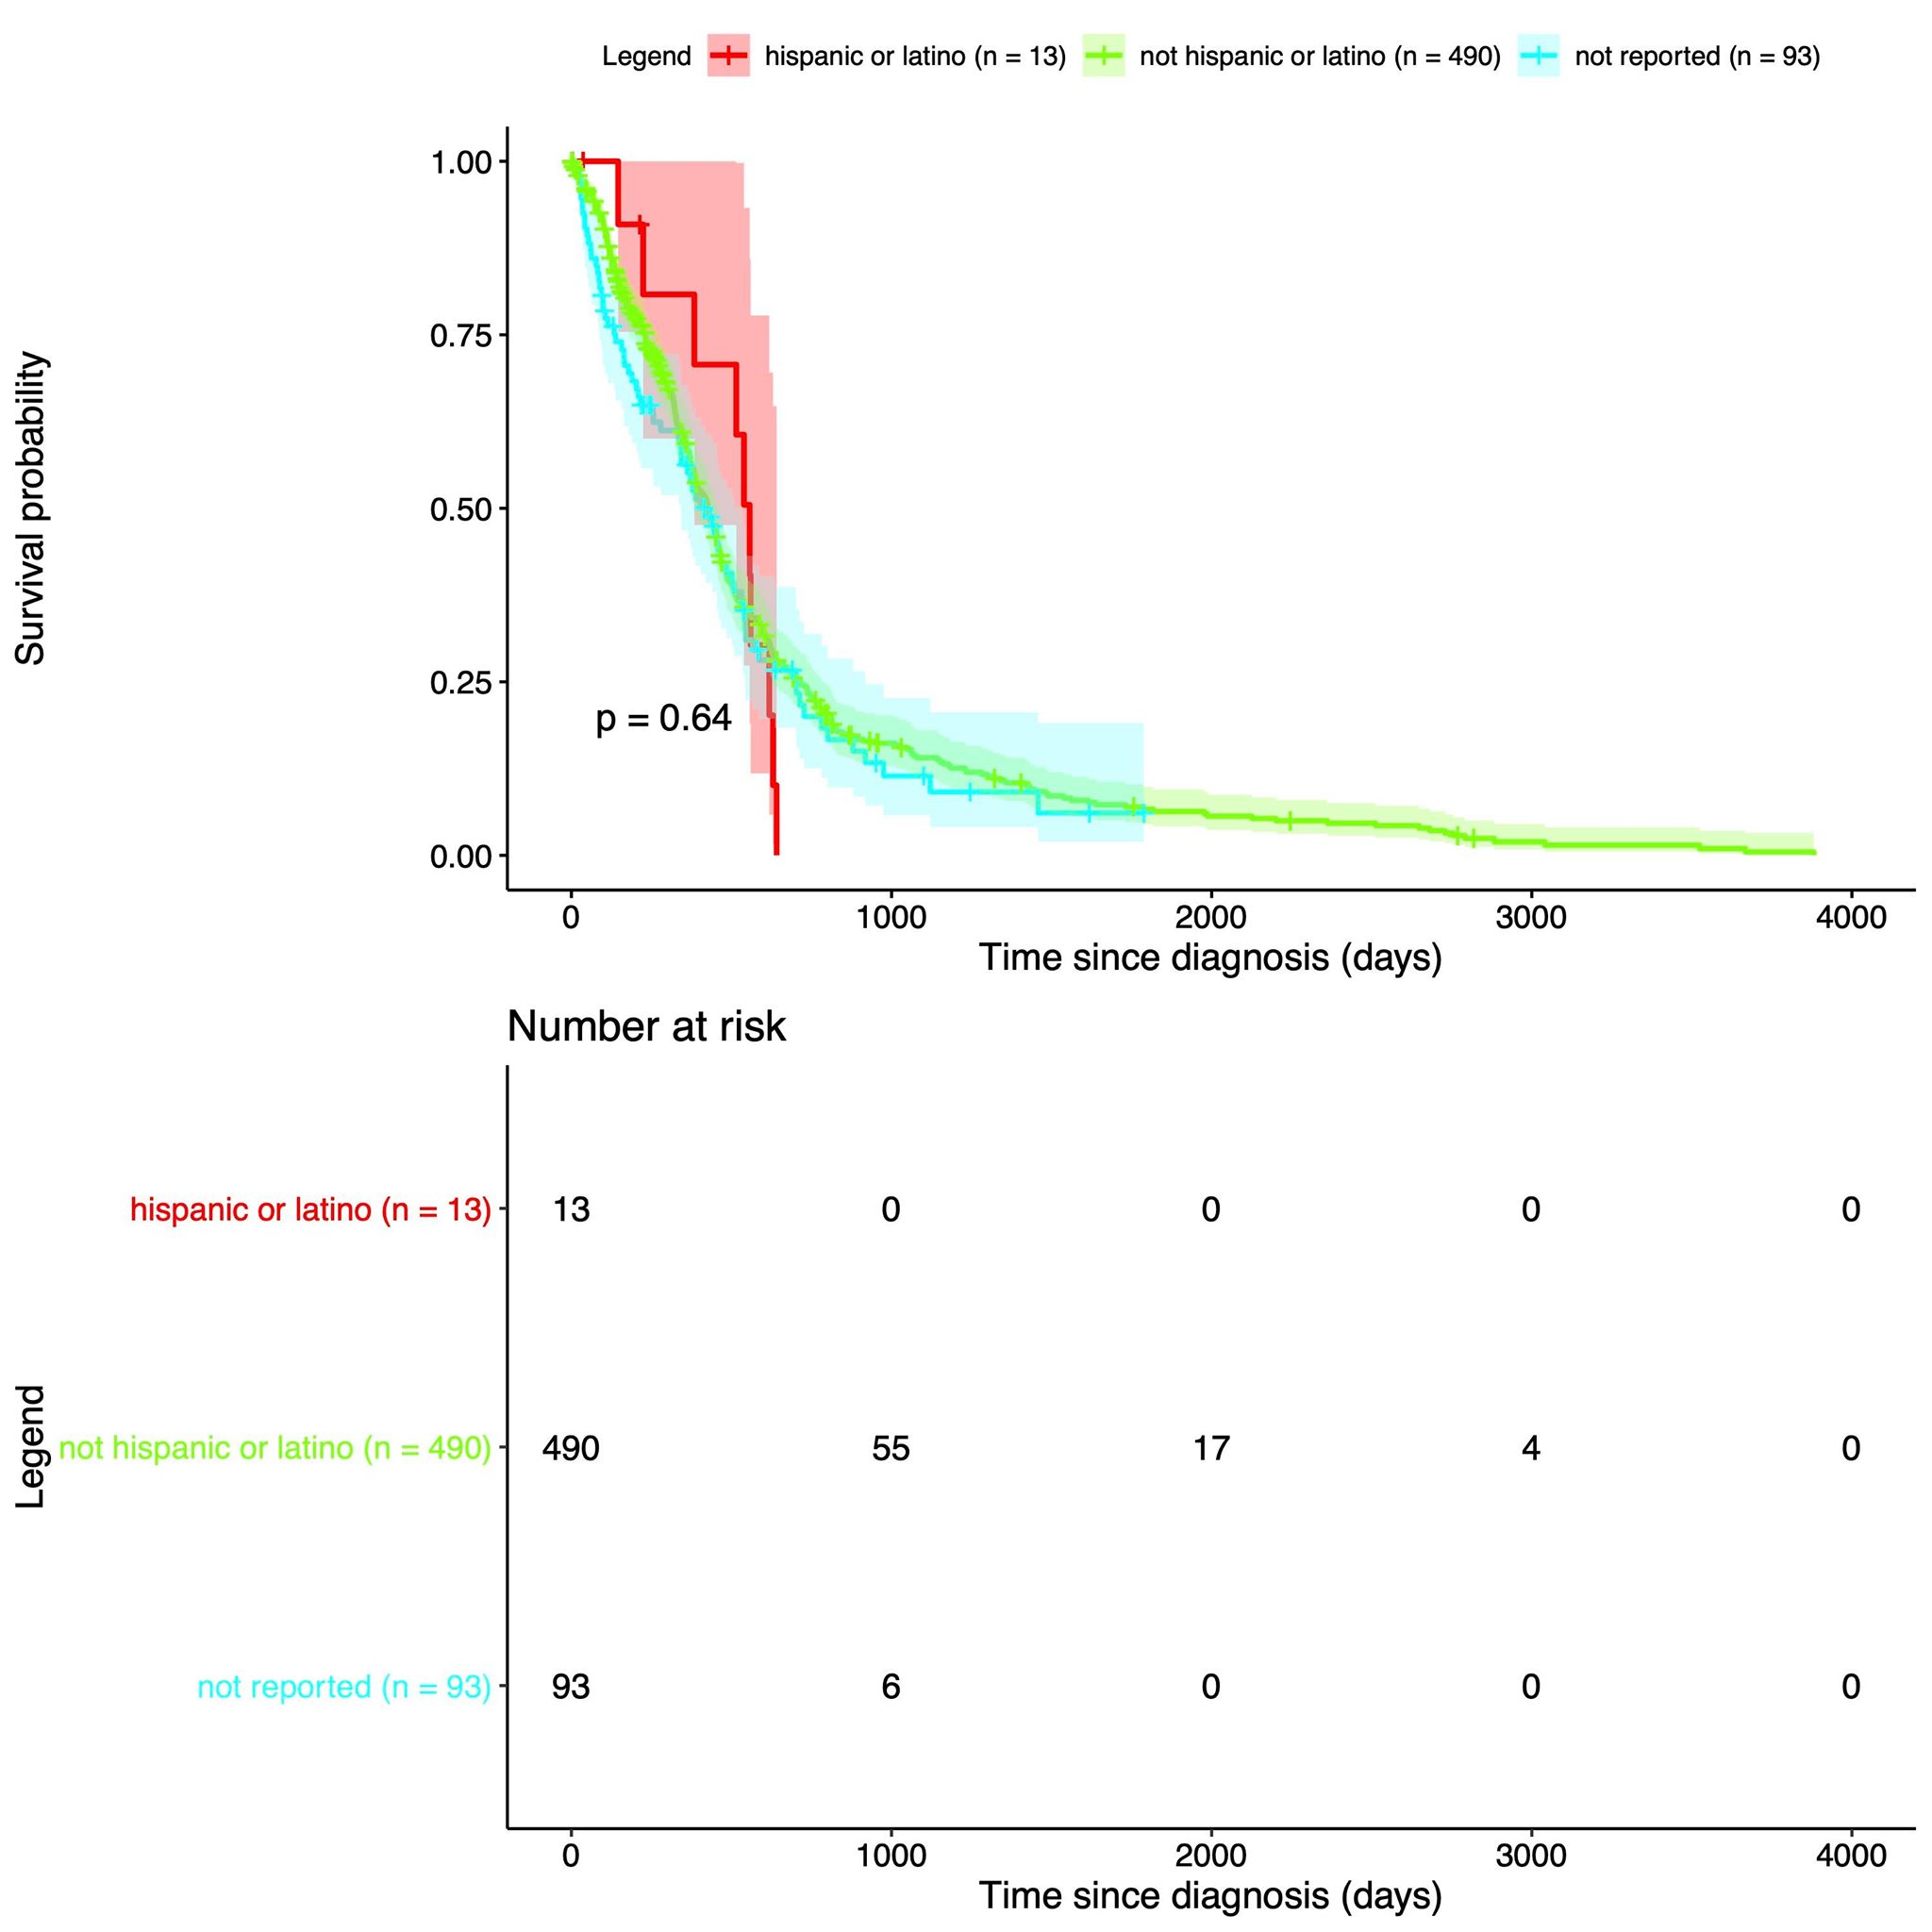 Legend hispanic or latino (n = 13) not hispanic or latino (n = 490) not reported (n = 93)
Survival probability
1.00
0.75
0.50
0.25
0.00
p = 0.64
0 1000 2000 3000 4000
Time since diagnosis (days)
Number at risk
Legend
hispanic or latino (n = 13) 13 0 0 0 0
not hispanic or latino (n = 490) 490 55 17 4 0
not reported (n = 93) 93 6 0 0 0
0 1000 2000 3000 4000
Time since diagnosis (days)